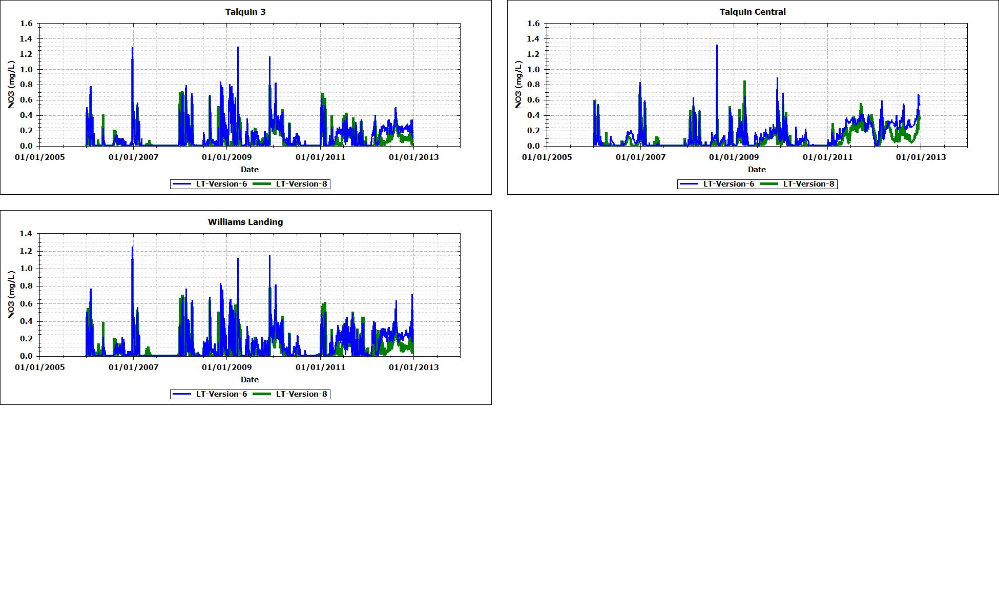 Talquin 3
1.6
1.4
1.2
1.0
0.8
0.6
0.4
0.2
0.0
NO3 (mg/L)
01/01/2005 01/01/2007 01/01/2009 01/01/2011 01/01/2013
Date
LT-Version-6 LT-Version-8
Talquin Central
1.6
1.4
1.2
1.0
0.8
0.6
0.4
0.2
0.0
NO3 (mg/L)
01/01/2005 01/01/2007 01/01/2009 01/01/2011 01/01/2013
Date
LT-Version-6 LT-Version-8
Williams Landing
1.4
1.2
1.0
0.8
0.6
0.4
0.2
0.0
NO3 (mg/L)
01/01/2005 01/01/2007 01/01/2009 01/01/2011 01/01/2013
Date
LT-Version-6 LT-Version-8